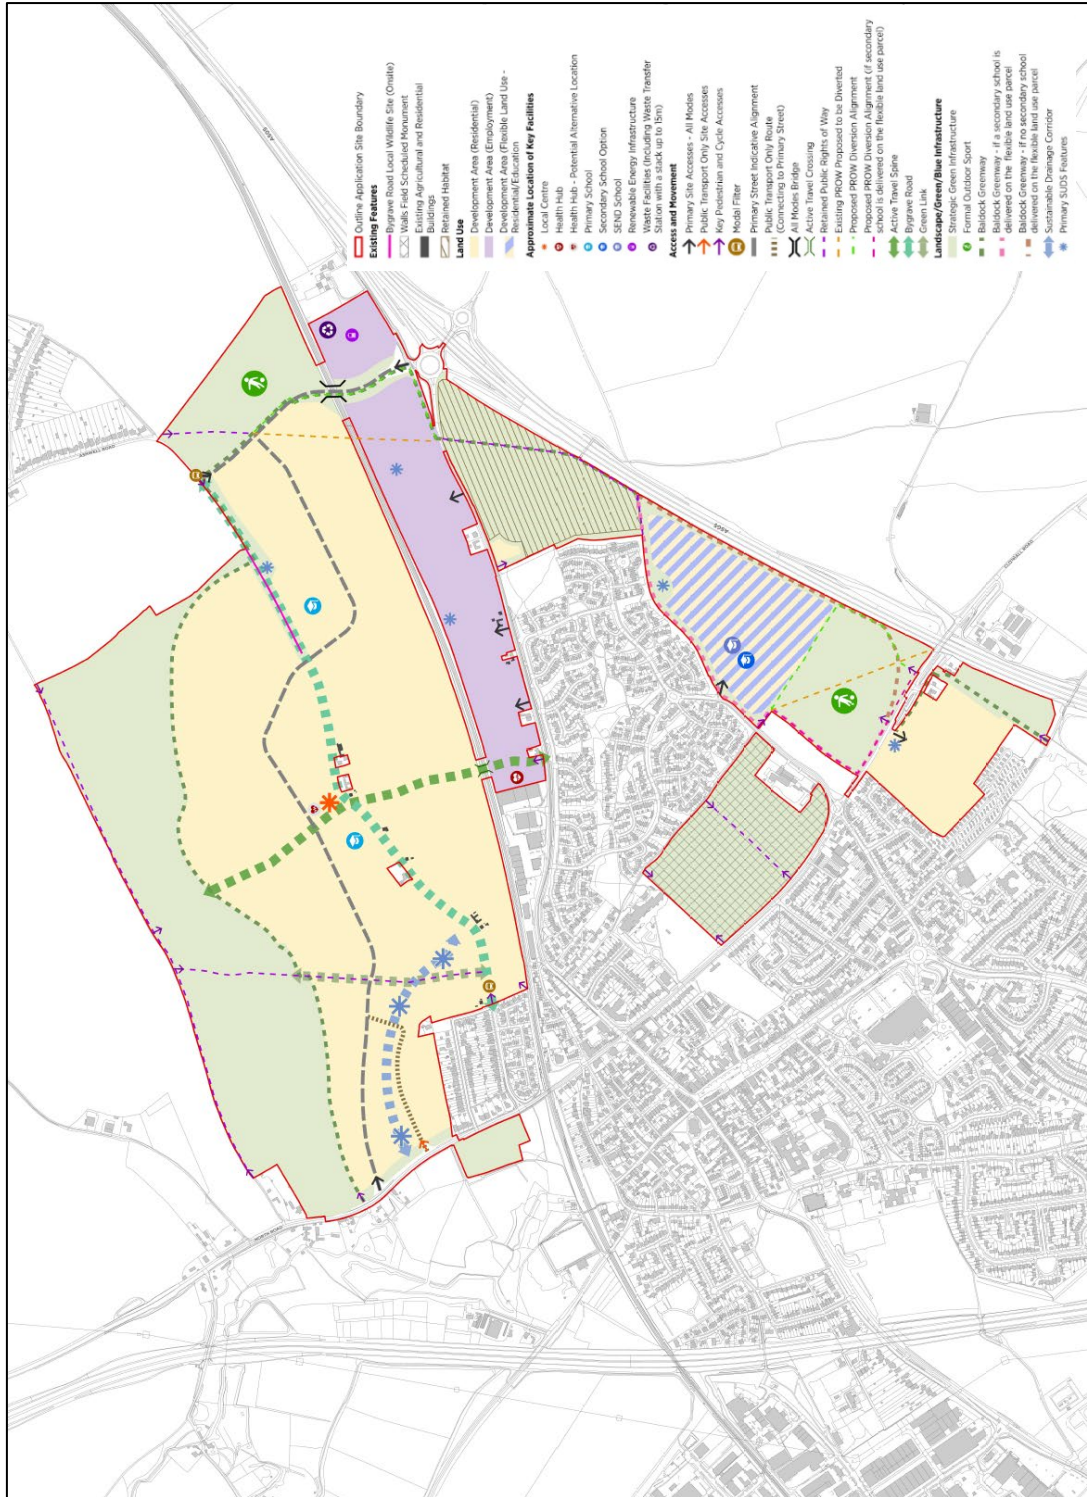 Outline Application Site Boundary
Existing Features
Bygrave Road Local Wildlife Site (Onsite)
Walls Field Scheduled Monument
Existing Agricultural and Residential
Buildings
Retained Habitat
Land Use
Development Area (Residential)
Development Area (Employment)
Development Area (Flexible Land Use -
Residential/Education
Approximate Location of Key Facilities
Local Centre
Health Hub
Health Hub - Potential Alternative Location
Primary School
Secondary School Option
SEND School
Renewable Energy Infrastructure
Waste Facilities (Including Waste Transfer
Station with a stack up to 15m)
Access and Movement
Primary Site Accesses - All Modes
Public Transport Only Site Accesses
Key Pedestrian and Cycle Accesses
Modal Filter
Primary Street Indicative Alignment
Public Transport Only Route
(Connecting to Primary Street)
All Modes Bridge
Active Travel Crossing
Retained Public Rights of Way
Existing PROW Proposed to be Diverted
Proposed PROW Diversion Alignment
Proposed PROW Diversion Alignment (if secondary
school is delivered on the flexible land use parcel)
Active Travel Spine
Bygrave Road
Green Link
Landscape/Green/Blue Infrastructure
Strategic Green Infrastructure
Formal Outdoor Sport
Baldock Greenway
Baldock Greenway - if a secondary school is
delivered on the flexible land use parcel
Baldock Greenway - if no secondary school
delivered on the flexible land use parcel
Sustainable Drainage Corridor
Primary SUDS Features
A505
A505
NORTH ROAD